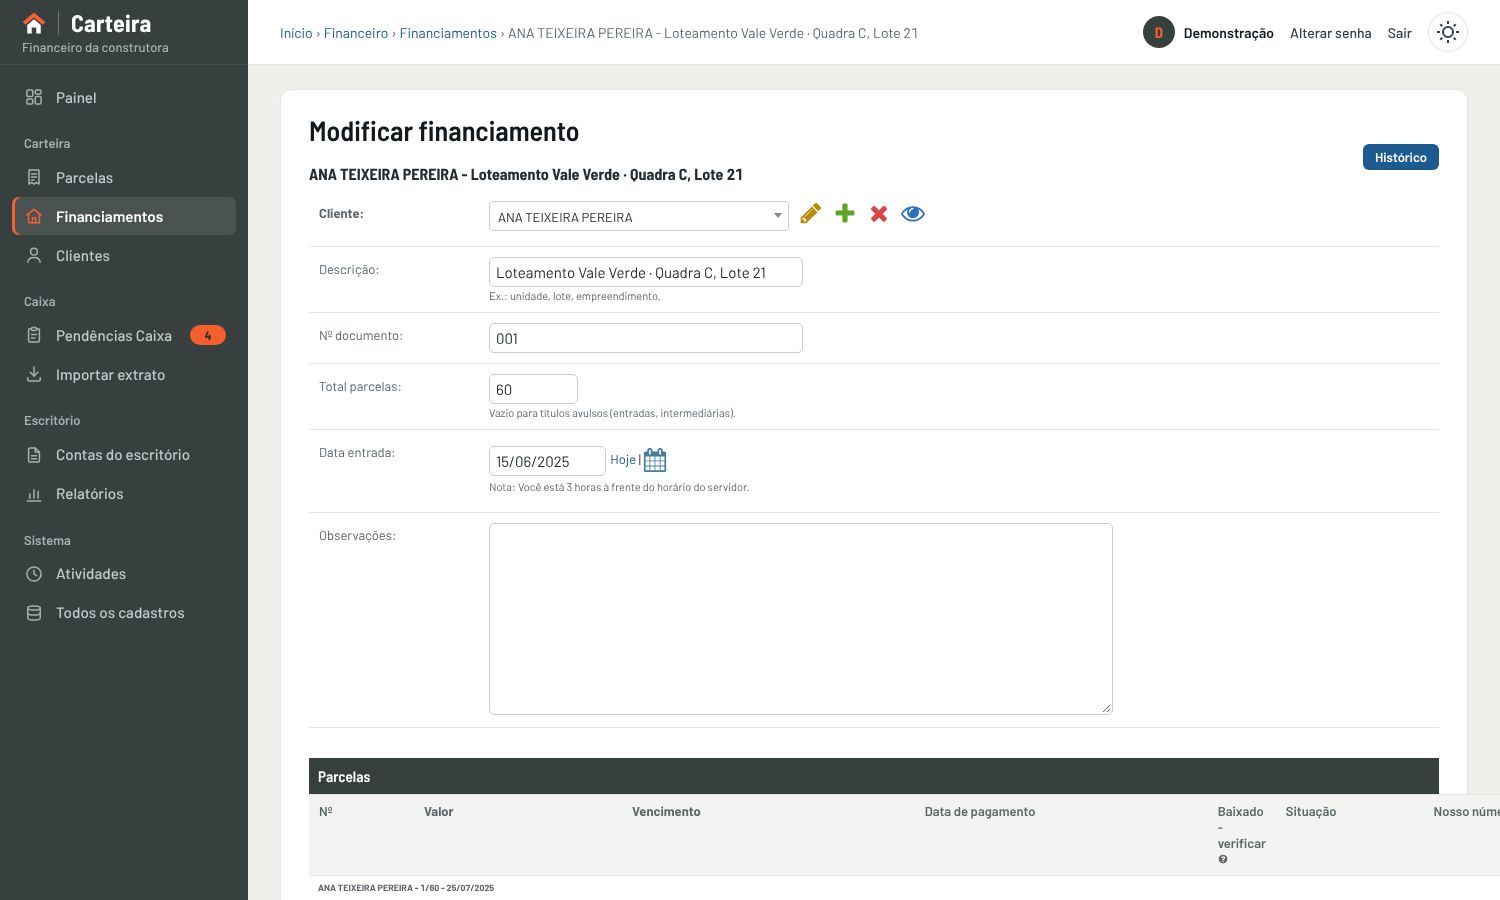 Carteira
Financeiro da construtora
Painel
Carteira
Parcelas
Financiamentos
Clientes
Caixa
Pendências Caixa 4
Importar extrato
Escritório
Contas do escritório
Relatórios
Sistema
Atividades
Todos os cadastros
Início › Financeiro › Financiamentos › ANA TEIXEIRA PEREIRA - Loteamento Vale Verde · Quadra C, Lote 21
D Demonstração Alterar senha Sair
Modificar financiamento
Histórico
ANA TEIXEIRA PEREIRA - Loteamento Vale Verde · Quadra C, Lote 21
Cliente: ANA TEIXEIRA PEREIRA
Descrição: Loteamento Vale Verde · Quadra C, Lote 21
Ex.: unidade, lote, empreendimento.
Nº documento: 001
Total parcelas: 60
Vazio para títulos avulsos (entradas, intermediárias).
Data entrada: 15/06/2025 Hoje |
Nota: Você está 3 horas à frente do horário do servidor.
Observações:
Parcelas
Nº Valor Vencimento Data de pagamento Baixado - verificar Situação Nosso núme
ANA TEIXEIRA PEREIRA - 1/60 - 25/07/2025